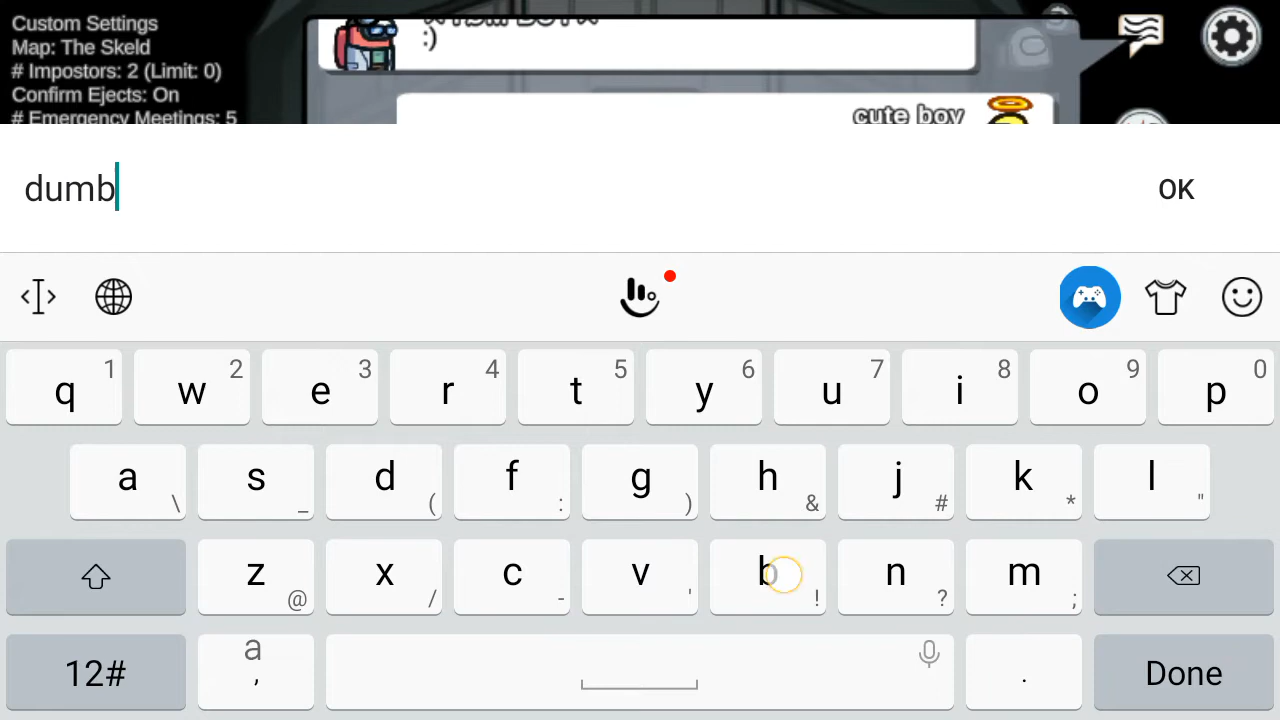 Custom Settings
Map: The Skeld
# Impostors: 2 (Limit: 0)
Confirm Ejects: On
# Emergency Meetings: 5
:)
cute boy
dumb
OK
q 1 w 2 e 3 r 4 t 5 y 6 u 7 i 8 o 9 p 0
a \ s _ d ( f : g ) h & j # k * l "
z @ x / c - v ' b ! n ? m ;
12# a , . Done